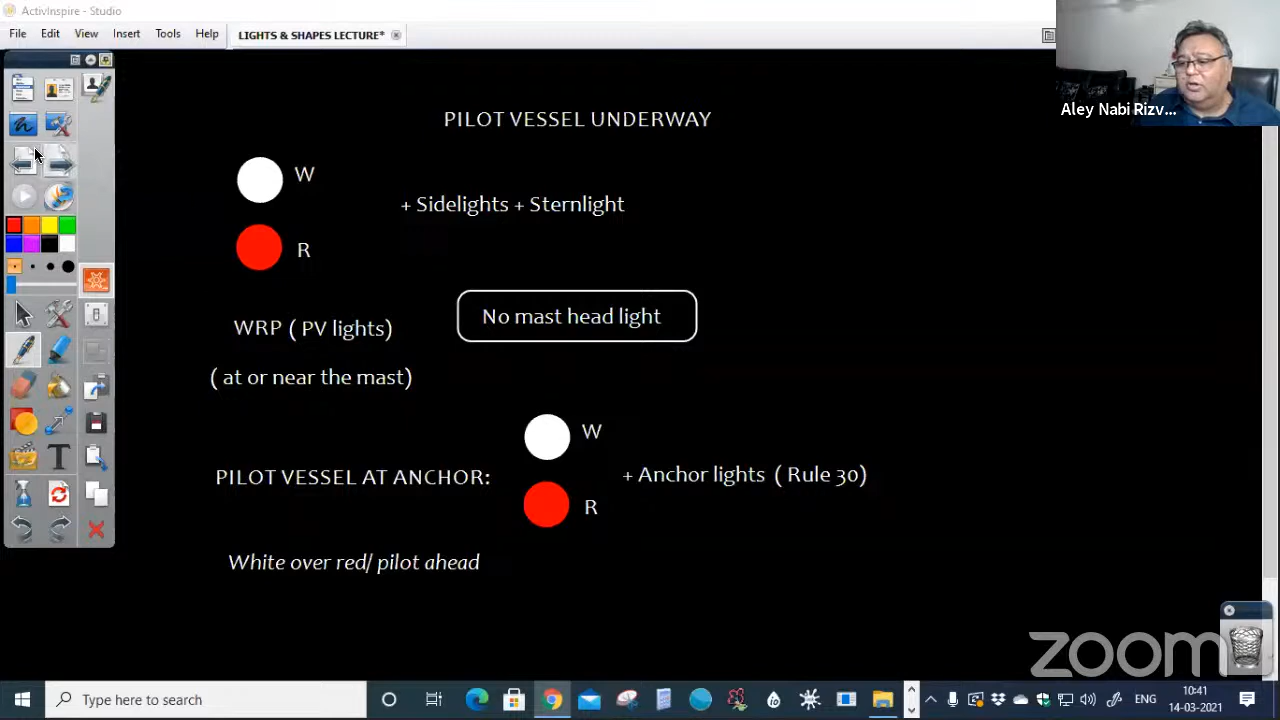 ActivInspire - Studio
File Edit View Insert Tools Help LIGHTS & SHAPES LECTURE*
Aley Nabi Rizv...
PILOT VESSEL UNDERWAY
W
+ Sidelights + Sternlight
R
No mast head light
WRP ( PV lights)
( at or near the mast)
W
PILOT VESSEL AT ANCHOR:
+ Anchor lights ( Rule 30)
R
White over red/ pilot ahead
T
zoom
Type here to search
ENG
10:41
14-03-2021